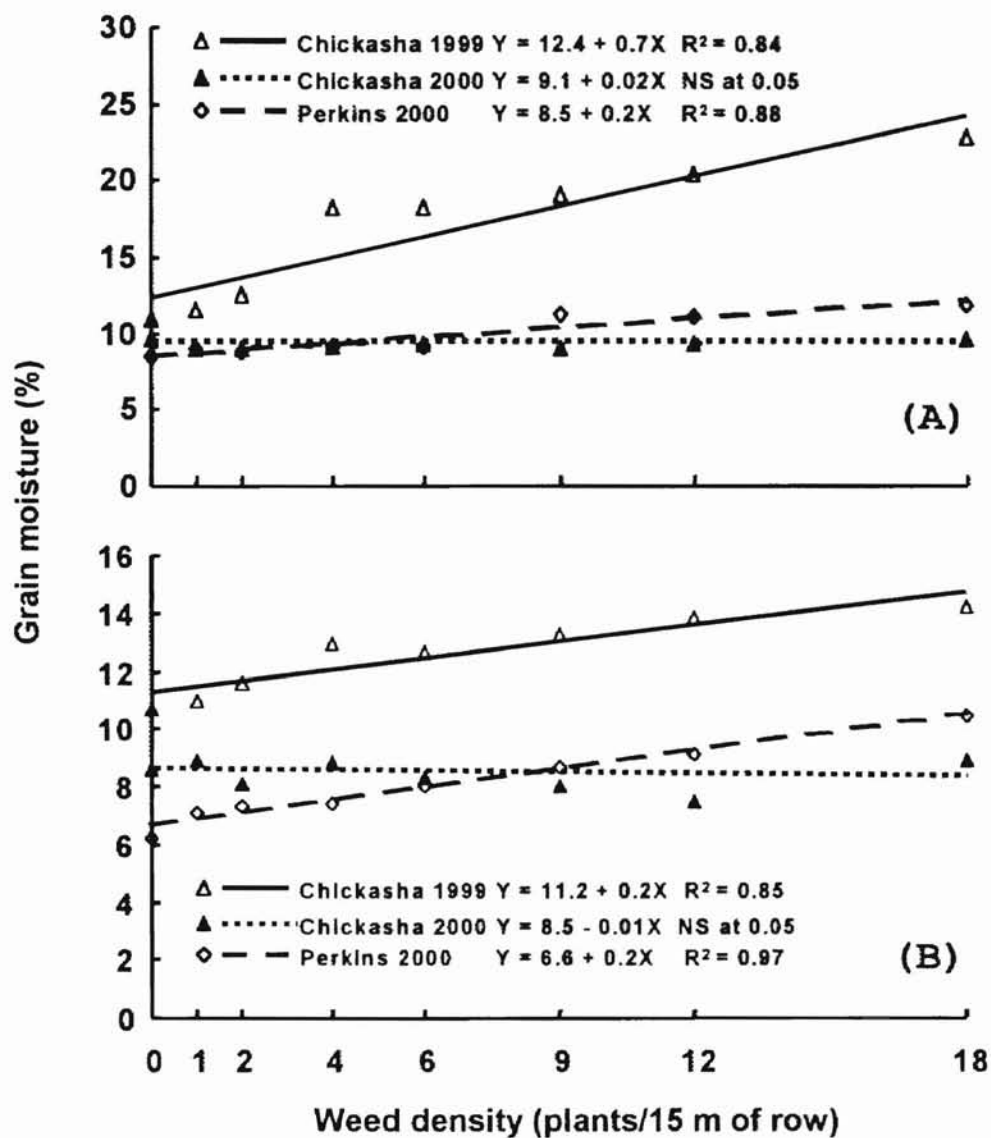 Grain moisture (%)
30
25
20
15
10
5
0
Chickasha 1999 Y = 12.4 + 0.7X R² = 0.84
Chickasha 2000 Y = 9.1 + 0.02X NS at 0.05
Perkins 2000 Y = 8.5 + 0.2X R² = 0.88
(A)
16
14
12
10
8
6
4
2
0
Chickasha 1999 Y = 11.2 + 0.2X R² = 0.85
Chickasha 2000 Y = 8.5 - 0.01X NS at 0.05
Perkins 2000 Y = 6.6 + 0.2X R² = 0.97
(B)
0 1 2 4 6 9 12 18
Weed density (plants/15 m of row)